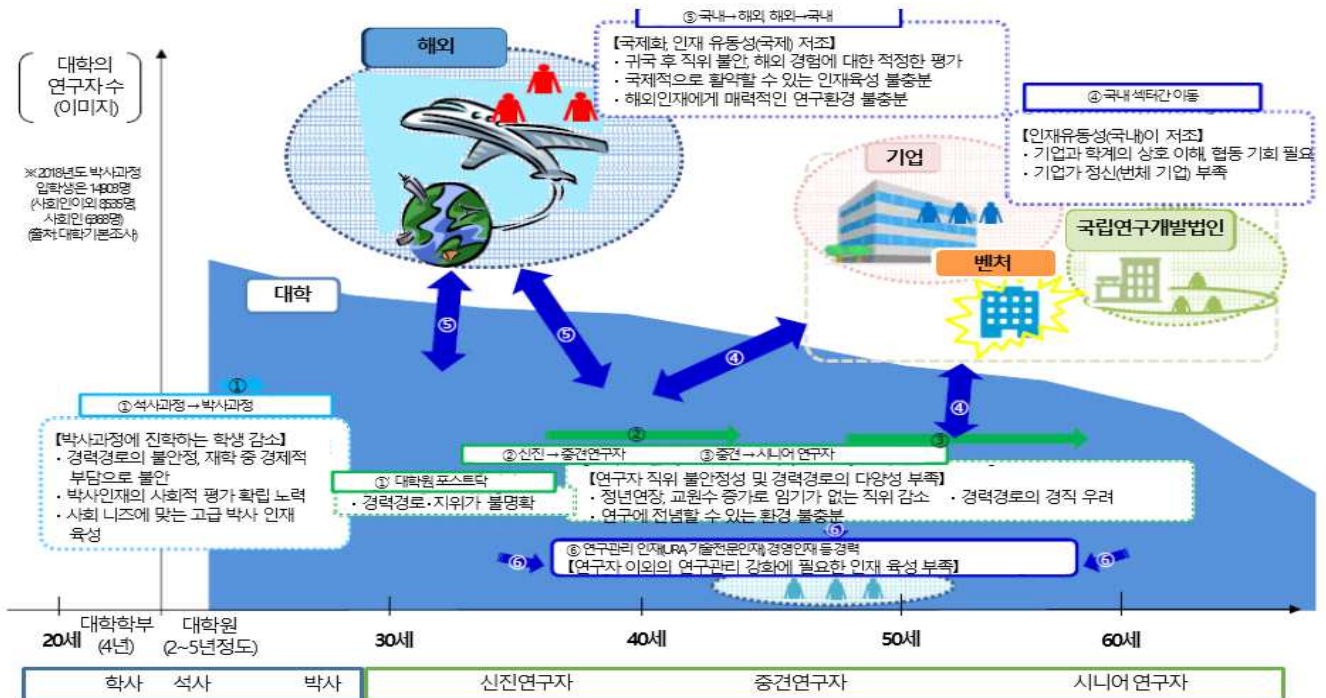 ⑤ 국내→해외, 해외→국내
【국제화, 인재 유동성(국제) 저조】
· 귀국 후 직위 불안, 해외 경험에 대한 적정한 평가
· 국제적으로 활약할 수 있는 인재육성 불충분
· 해외인재에게 매력적인 연구환경 불충분
해외
대학의
연구자 수
(이미지)
※2018년도 박사과정
입학생은 14903명
(사회인이외 8535명,
사회인 6368명)
(출처: 대학기본조사)
④ 국내 섹터간 이동
【인재유동성(국내)이 저조】
· 기업과 학계의 상호 이해, 협동 기회 필요
· 기업가 정신(번체 기업) 부족
기업
국립연구개발법인
벤처
대학
⑤
⑤
④
④
①
① 석사과정 → 박사과정
【박사과정에 진학하는 학생 감소】
· 경력경로의 불안정, 재학 중 경제적
부담으로 불안
· 박사인재의 사회적 평가 확립 노력
· 사회 니즈에 맞는 고급 박사 인재
육성
②
③
② 신진 → 중견연구자
③ 중견 → 시니어 연구자
①' 대학원 포스트닥
· 경력경로·지위가 불명확
【연구자 직위 불안정성 및 경력경로의 다양성 부족】
· 정년연장, 교원수 증가로 임기가 없는 직위 감소 · 경력경로의 경직 우려
· 연구에 전념할 수 있는 환경 불충분
⑥
⑥
⑥
⑥ 연구관리 인재(URA, 기술전문인재), 경영인재 등 경력
【연구자 이외의 연구관리 강화에 필요한 인재 육성 부족】
20세
대학학부
(4년)
대학원
(2~5년정도)
30세
40세
50세
60세
학사 석사 박사
신진연구자 중견연구자 시니어 연구자